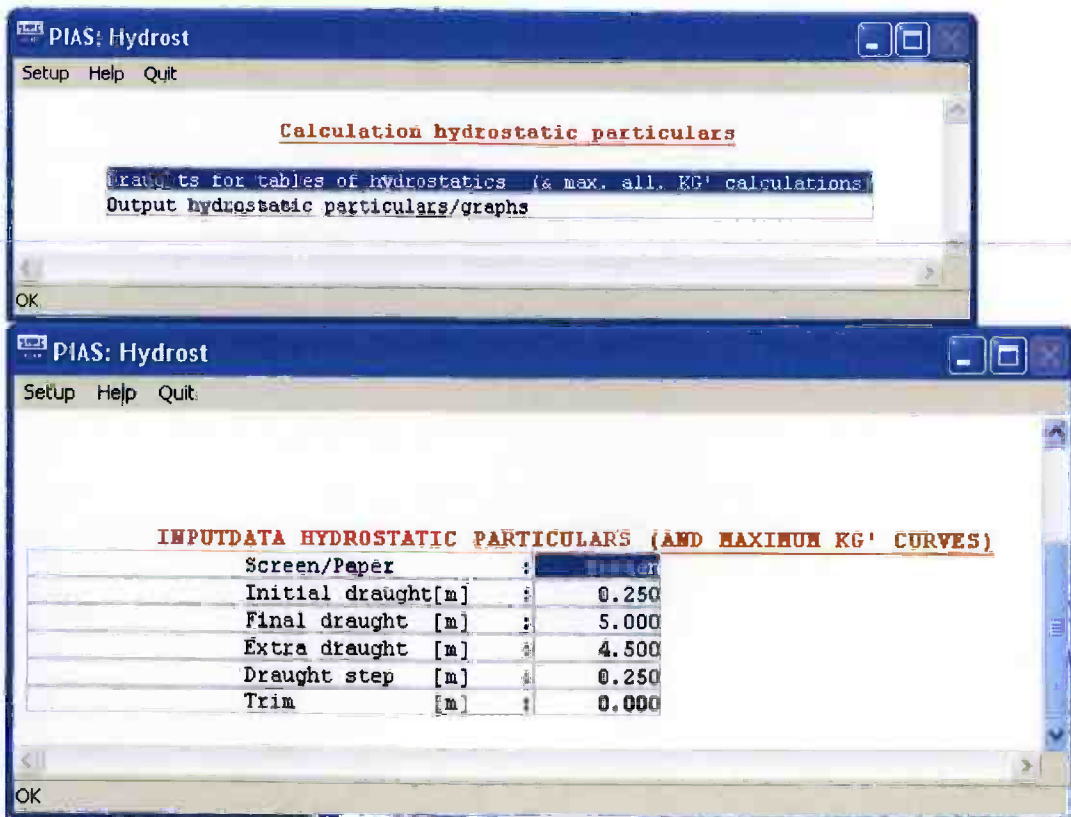 PIAS: Hydrost
Setup Help Quit
Calculation hydrostatic particulars
Draughts for tables of hydrostatics (& max. all. KG' calculations)
Output hydrostatic particulars/graphs
OK
PIAS: Hydrost
Setup Help Quit
INPUTDATA HYDROSTATIC PARTICULARS (AND MAXIMUM KG' CURVES)
Screen/Paper :
Initial draught[m] : 0.250
Final draught [m] : 5.000
Extra draught [m] : 4.500
Draught step [m] : 0.250
Trim [m] : 0.000
OK